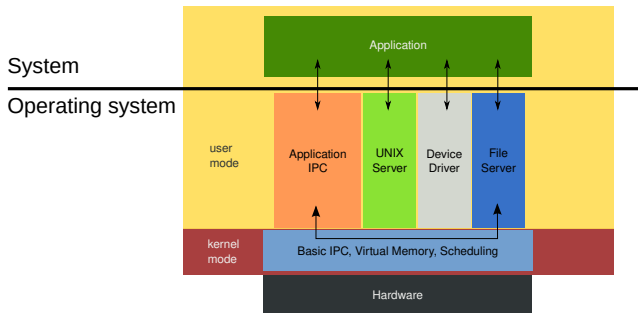 Application
System
Operating system
user
mode
Application
IPC
UNIX
Server
Device
Driver
File
Server
kernel
mode
Basic IPC, Virtual Memory, Scheduling
Hardware